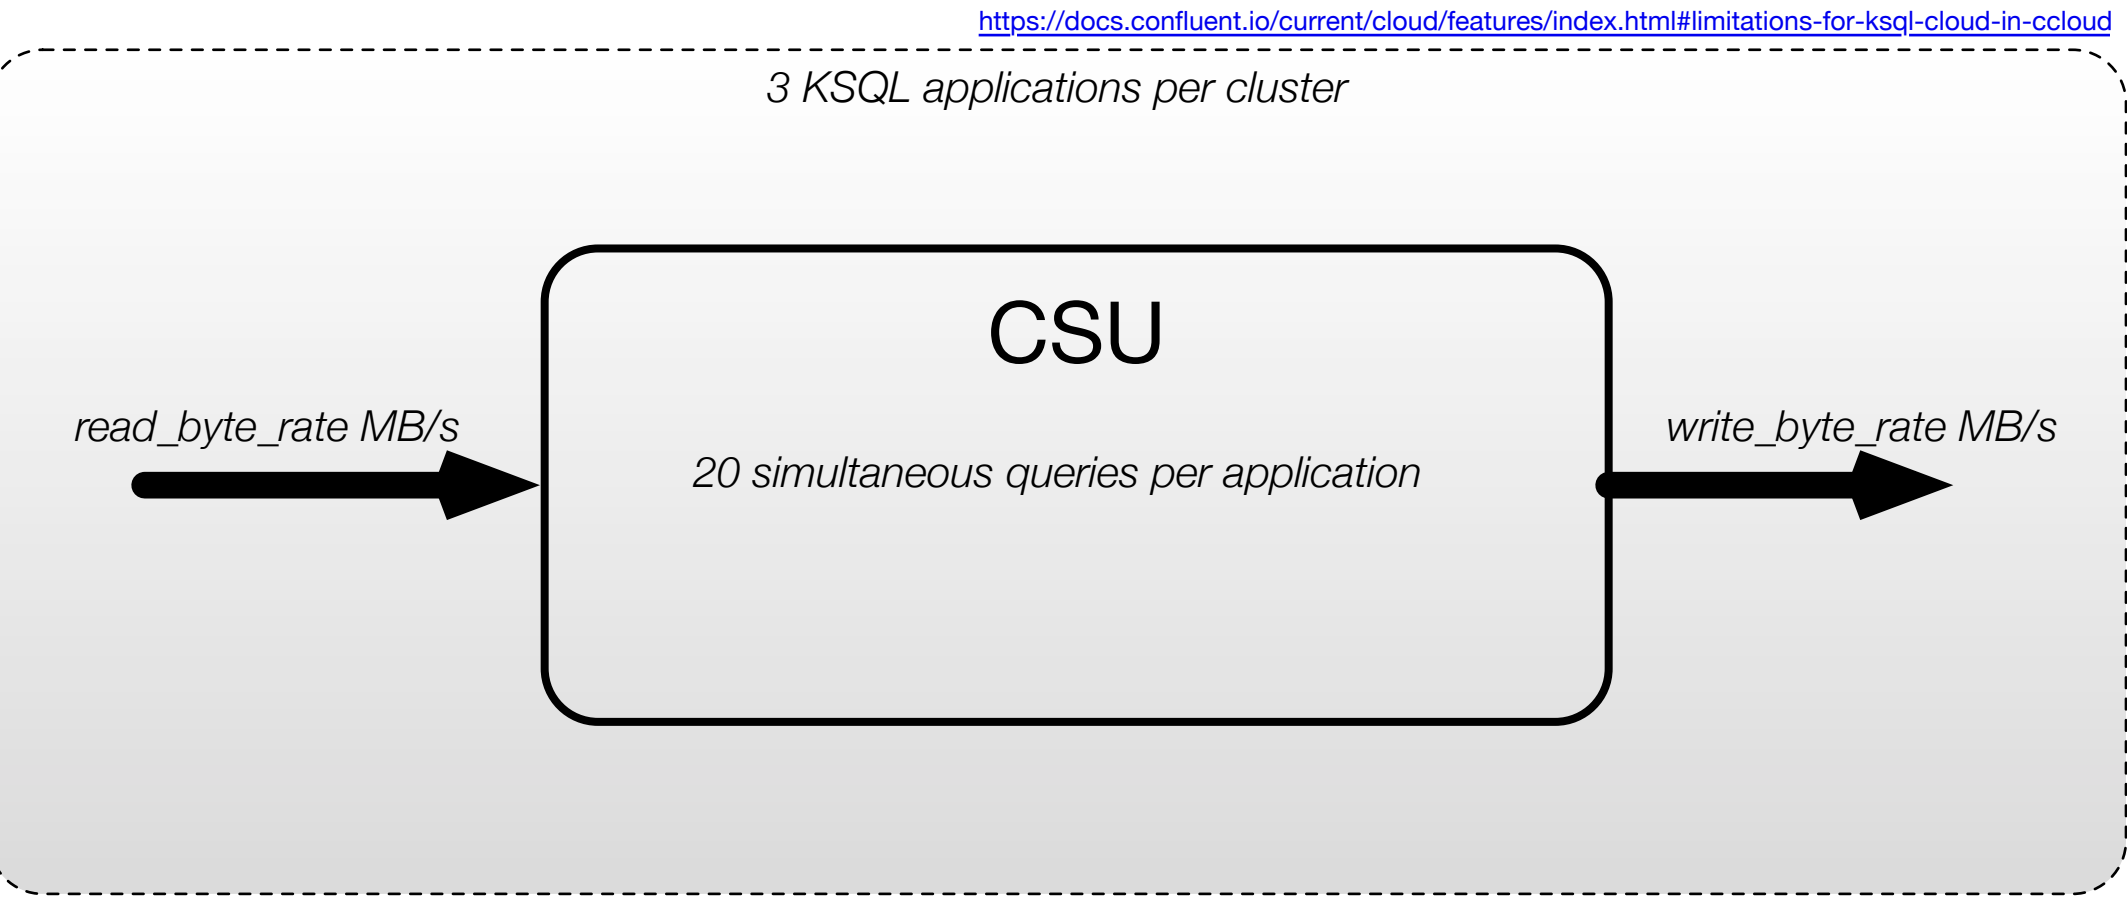 https://docs.confluent.io/current/cloud/features/index.html#limitations-for-ksql-cloud-in-ccloud
3 KSQL applications per cluster
CSU
read_byte_rate MB/s
write_byte_rate MB/s
20 simultaneous queries per application